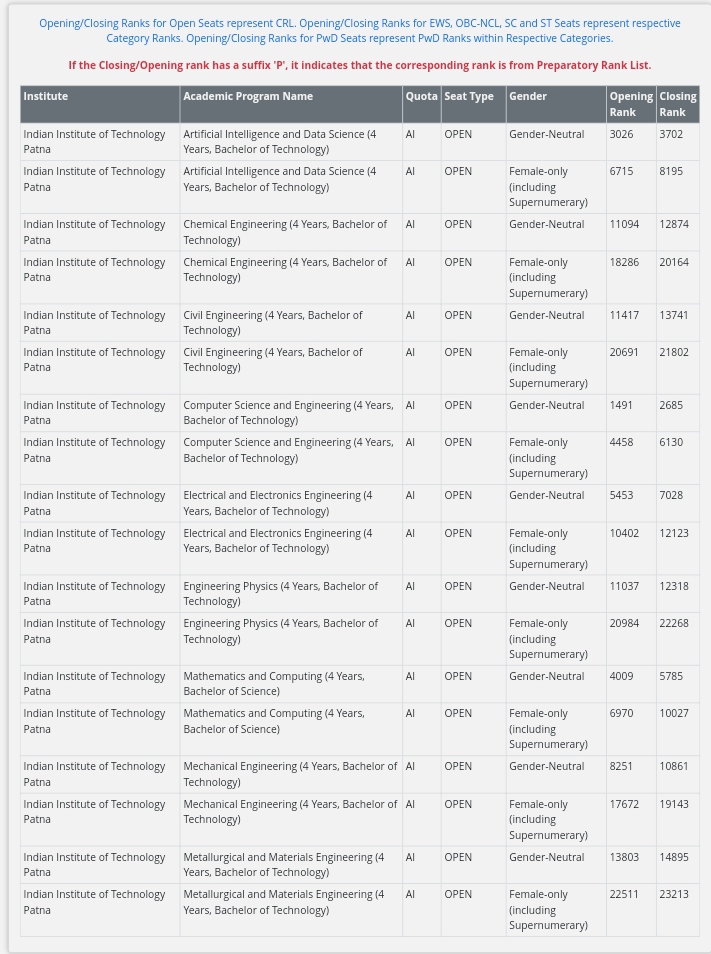 Opening/Closing Ranks for Open Seats represent CRL. Opening/Closing Ranks for EWS, OBC-NCL, SC and ST Seats represent respective
Category Ranks. Opening/Closing Ranks for PwD Seats represent PwD Ranks within Respective Categories.
If the Closing/Opening rank has a suffix 'P', it indicates that the corresponding rank is from Preparatory Rank List.
Institute Academic Program Name Quota Seat Type Gender Opening Closing
Rank Rank
Indian Institute of Technology Artificial Intelligence and Data Science (4 AI OPEN Gender-Neutral 3026 3702
Patna Years, Bachelor of Technology)
Indian Institute of Technology Artificial Intelligence and Data Science (4 AI OPEN Female-only 6715 8195
Patna Years, Bachelor of Technology) (including
Supernumerary)
Indian Institute of Technology Chemical Engineering (4 Years, Bachelor of AI OPEN Gender-Neutral 11094 12874
Patna Technology)
Indian Institute of Technology Chemical Engineering (4 Years, Bachelor of AI OPEN Female-only 18286 20164
Patna Technology) (including
Supernumerary)
Indian Institute of Technology Civil Engineering (4 Years, Bachelor of AI OPEN Gender-Neutral 11417 13741
Patna Technology)
Indian Institute of Technology Civil Engineering (4 Years, Bachelor of AI OPEN Female-only 20691 21802
Patna Technology) (including
Supernumerary)
Indian Institute of Technology Computer Science and Engineering (4 Years, AI OPEN Gender-Neutral 1491 2685
Patna Bachelor of Technology)
Indian Institute of Technology Computer Science and Engineering (4 Years, AI OPEN Female-only 4458 6130
Patna Bachelor of Technology) (including
Supernumerary)
Indian Institute of Technology Electrical and Electronics Engineering (4 AI OPEN Gender-Neutral 5453 7028
Patna Years, Bachelor of Technology)
Indian Institute of Technology Electrical and Electronics Engineering (4 AI OPEN Female-only 10402 12123
Patna Years, Bachelor of Technology) (including
Supernumerary)
Indian Institute of Technology Engineering Physics (4 Years, Bachelor of AI OPEN Gender-Neutral 11037 12318
Patna Technology)
Indian Institute of Technology Engineering Physics (4 Years, Bachelor of AI OPEN Female-only 20984 22268
Patna Technology) (including
Supernumerary)
Indian Institute of Technology Mathematics and Computing (4 Years, AI OPEN Gender-Neutral 4009 5785
Patna Bachelor of Science)
Indian Institute of Technology Mathematics and Computing (4 Years, AI OPEN Female-only 6970 10027
Patna Bachelor of Science) (including
Supernumerary)
Indian Institute of Technology Mechanical Engineering (4 Years, Bachelor of AI OPEN Gender-Neutral 8251 10861
Patna Technology)
Indian Institute of Technology Mechanical Engineering (4 Years, Bachelor of AI OPEN Female-only 17672 19143
Patna Technology) (including
Supernumerary)
Indian Institute of Technology Metallurgical and Materials Engineering (4 AI OPEN Gender-Neutral 13803 14895
Patna Years, Bachelor of Technology)
Indian Institute of Technology Metallurgical and Materials Engineering (4 AI OPEN Female-only 22511 23213
Patna Years, Bachelor of Technology) (including
Supernumerary)